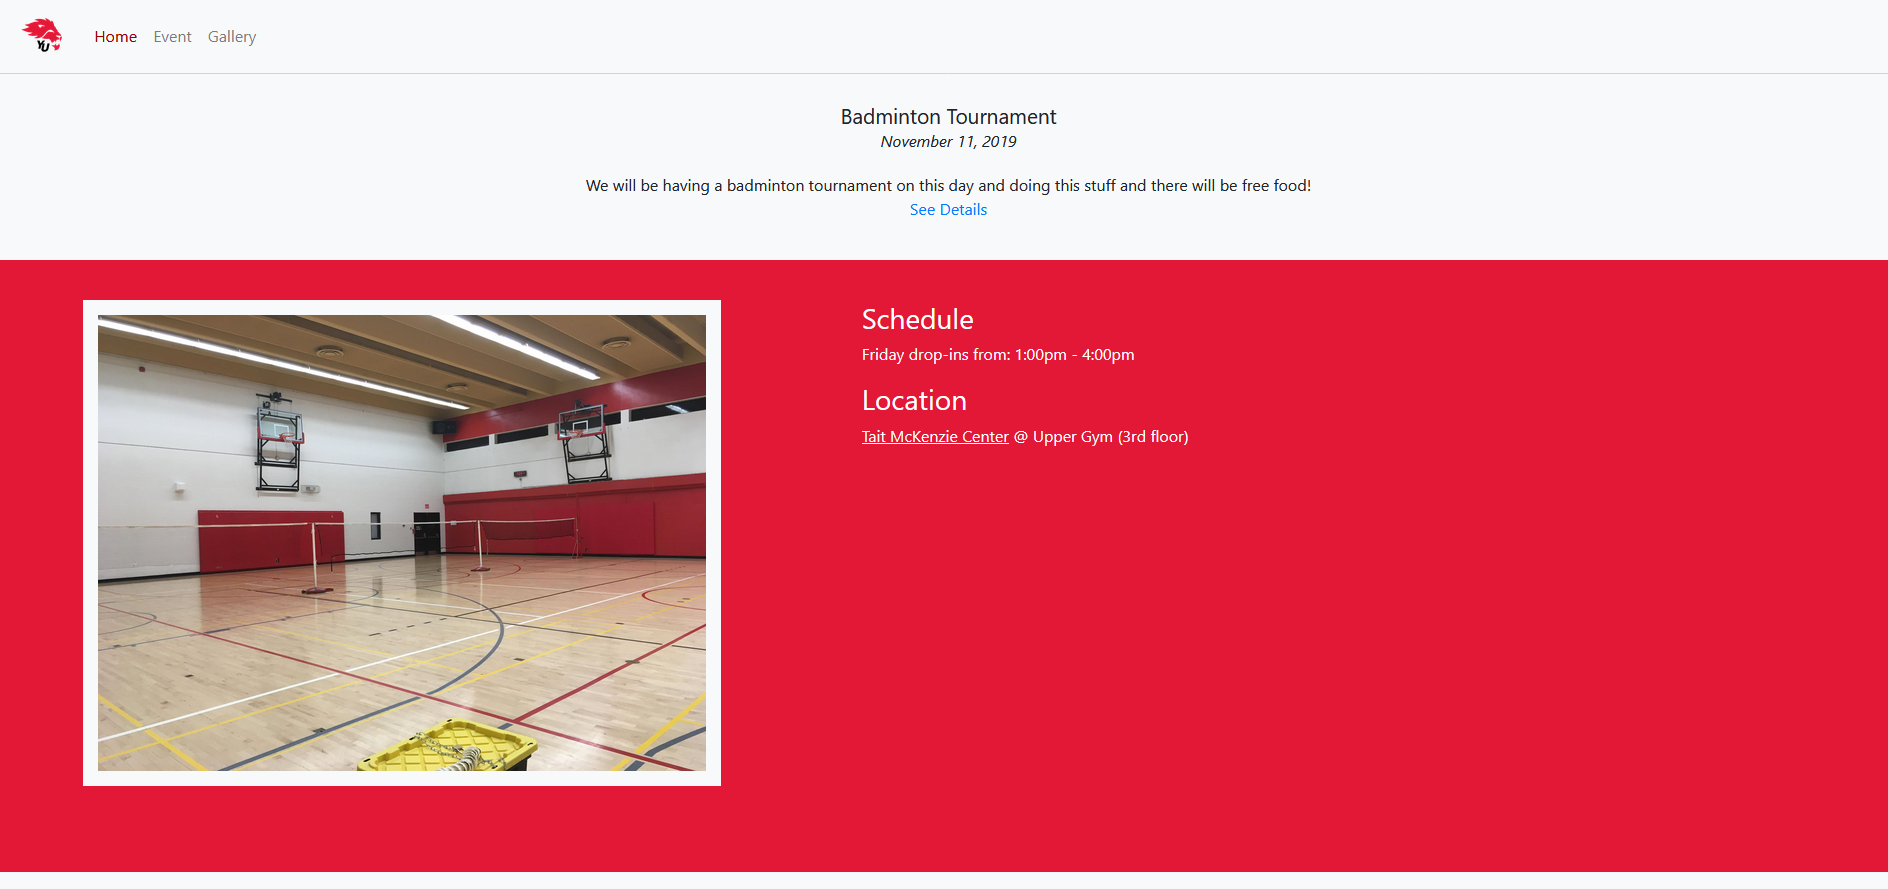 YU
Home Event Gallery
Badminton Tournament
November 11, 2019
We will be having a badminton tournament on this day and doing this stuff and there will be free food!
See Details
Schedule
Friday drop-ins from: 1:00pm - 4:00pm
Location
Tait McKenzie Center @ Upper Gym (3rd floor)